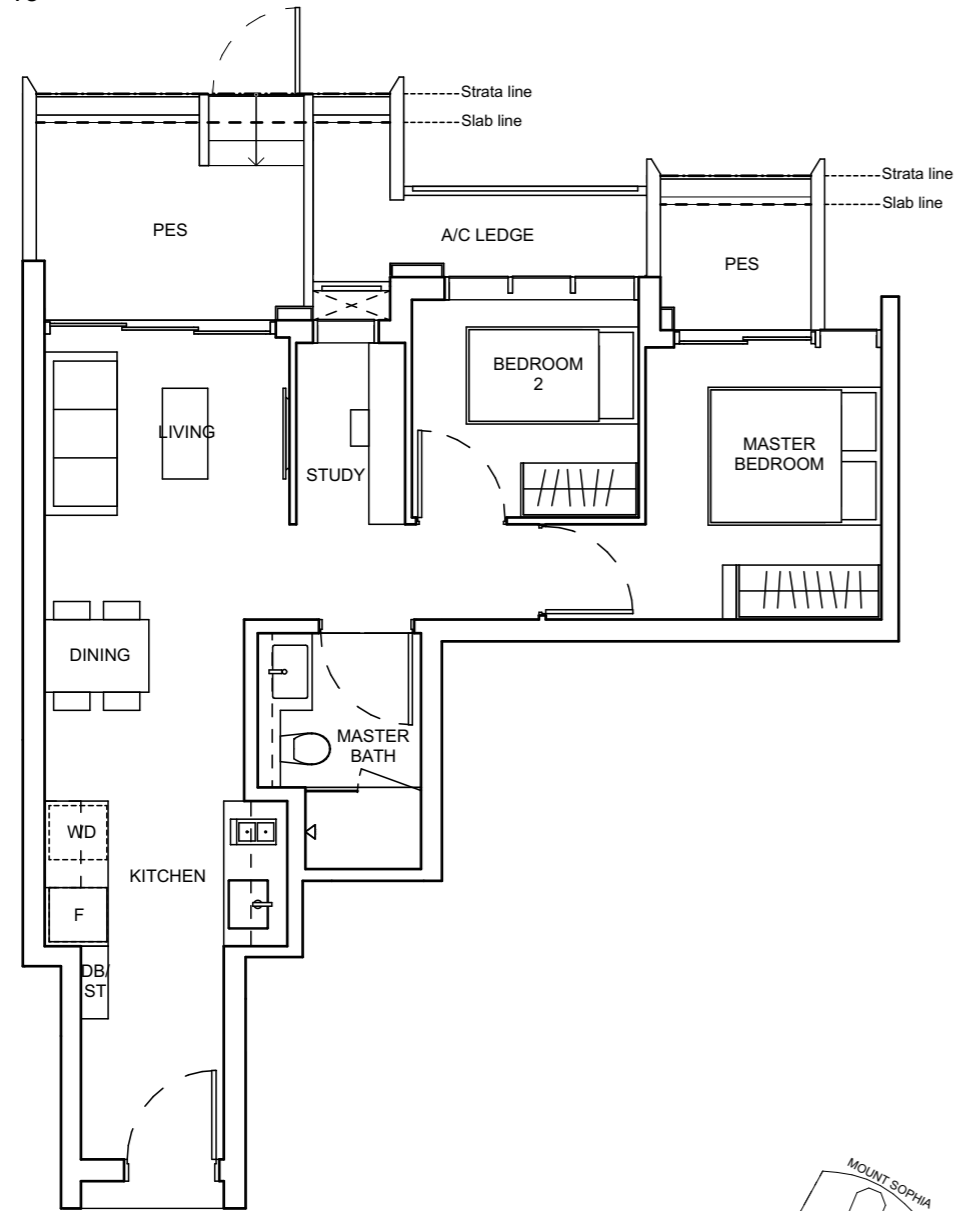 Strata line
Slab line
Strata line
Slab line
PES
A/C LEDGE
PES
BEDROOM
2
LIVING
STUDY
MASTER
BEDROOM
DINING
MASTER
BATH
WD
KITCHEN
F
DB/
ST
MOUNT SOPHIA